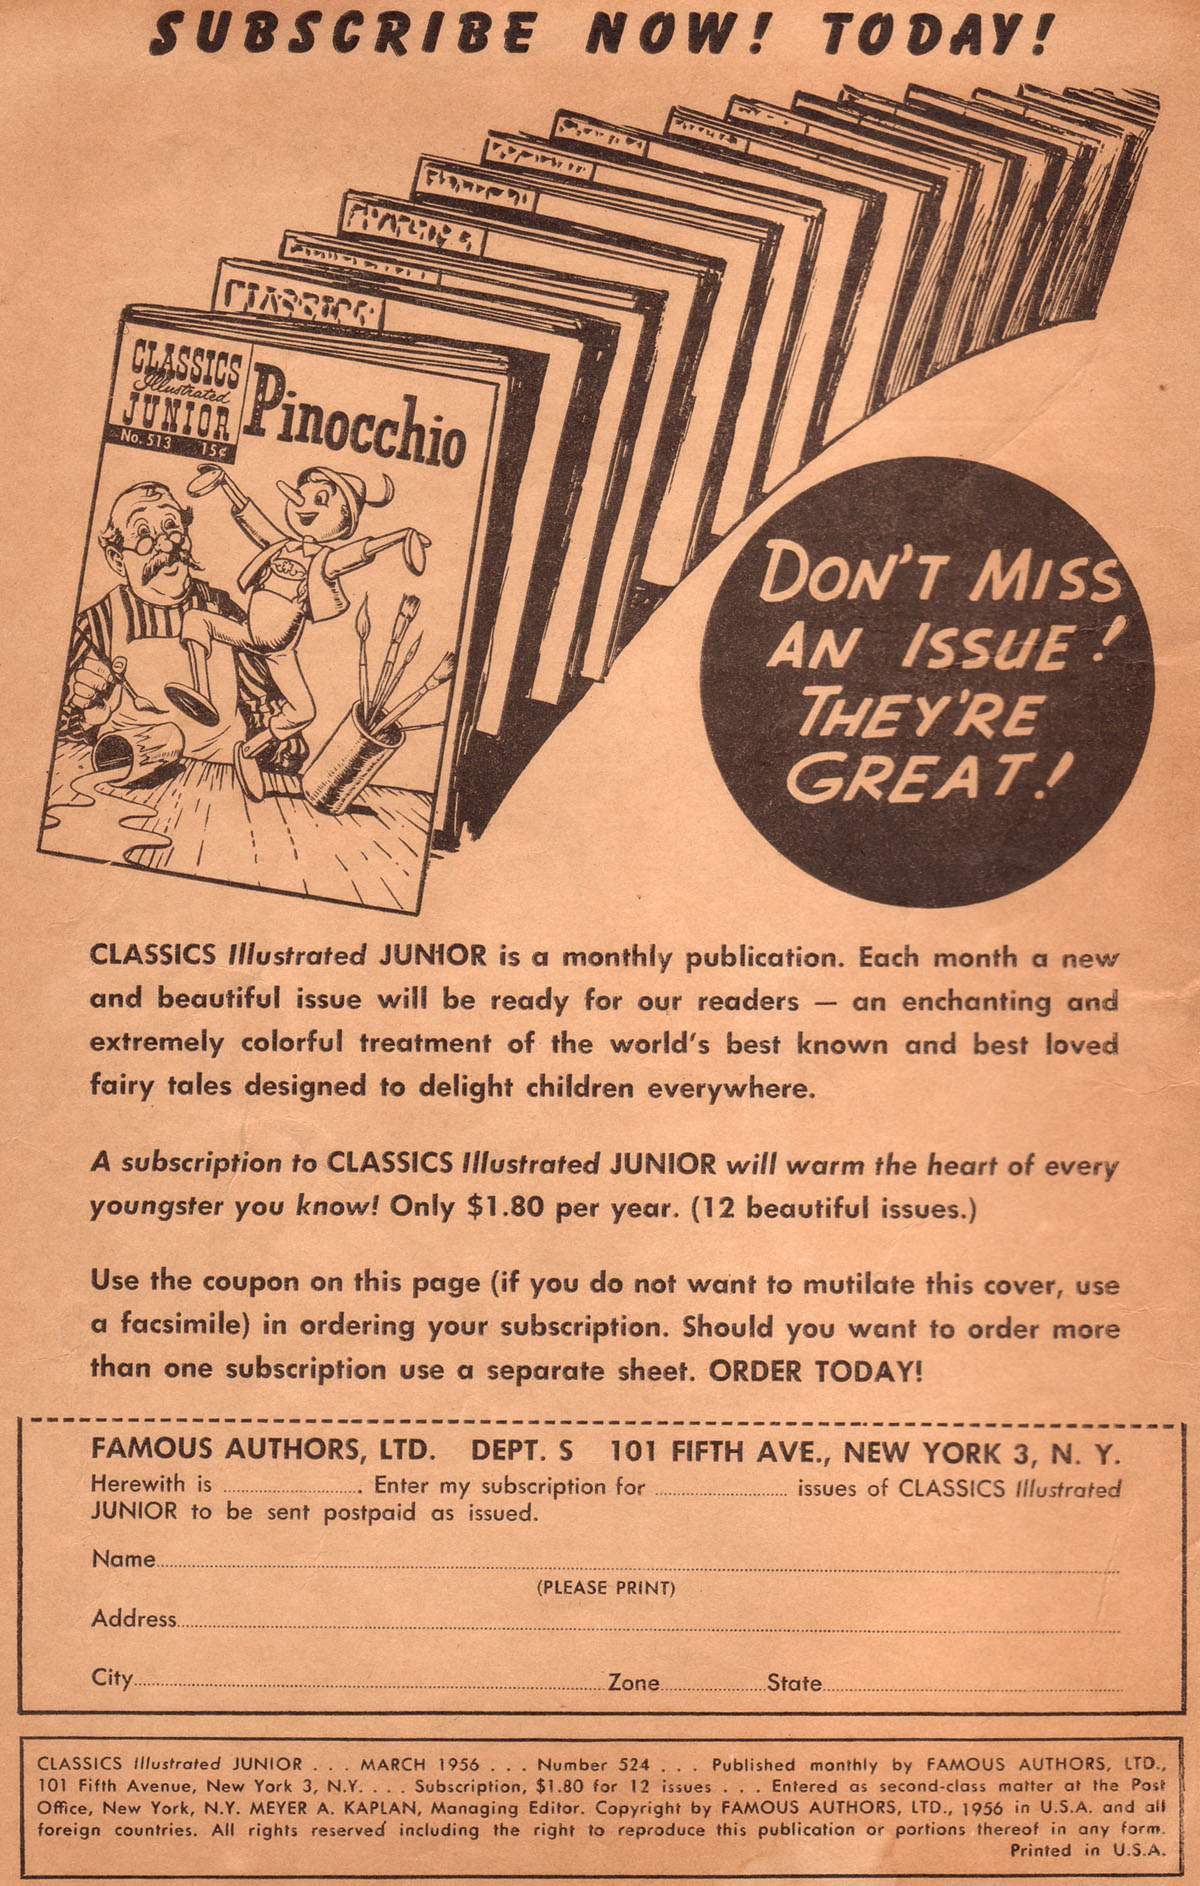 SUBSCRIBE NOW! TODAY!
CLASSICS
CLASSICS
Illustrated
JUNIOR
No. 513 15¢
Pinocchio
DON'T MISS
AN ISSUE!
THEY'RE
GREAT!
CLASSICS Illustrated JUNIOR is a monthly publication. Each month a new
and beautiful issue will be ready for our readers — an enchanting and
extremely colorful treatment of the world's best known and best loved
fairy tales designed to delight children everywhere.
A subscription to CLASSICS Illustrated JUNIOR will warm the heart of every
youngster you know! Only $1.80 per year. (12 beautiful issues.)
Use the coupon on this page (if you do not want to mutilate this cover, use
a facsimile) in ordering your subscription. Should you want to order more
than one subscription use a separate sheet. ORDER TODAY!
FAMOUS AUTHORS, LTD. DEPT. S 101 FIFTH AVE., NEW YORK 3, N. Y.
Herewith is ........................... . Enter my subscription for ........................... issues of CLASSICS Illustrated
JUNIOR to be sent postpaid as issued.
Name
(PLEASE PRINT)
Address
City Zone State
CLASSICS Illustrated JUNIOR . . . MARCH 1956 . . . Number 524 . . . Published monthly by FAMOUS AUTHORS, LTD.,
101 Fifth Avenue, New York 3, N.Y. . . . Subscription, $1.80 for 12 issues . . . Entered as second-class matter at the Post
Office, New York, N.Y. MEYER A. KAPLAN, Managing Editor. Copyright by FAMOUS AUTHORS, LTD., 1956 in U.S.A. and all
foreign countries. All rights reserved including the right to reproduce this publication or portions thereof in any form.
Printed in U.S.A.